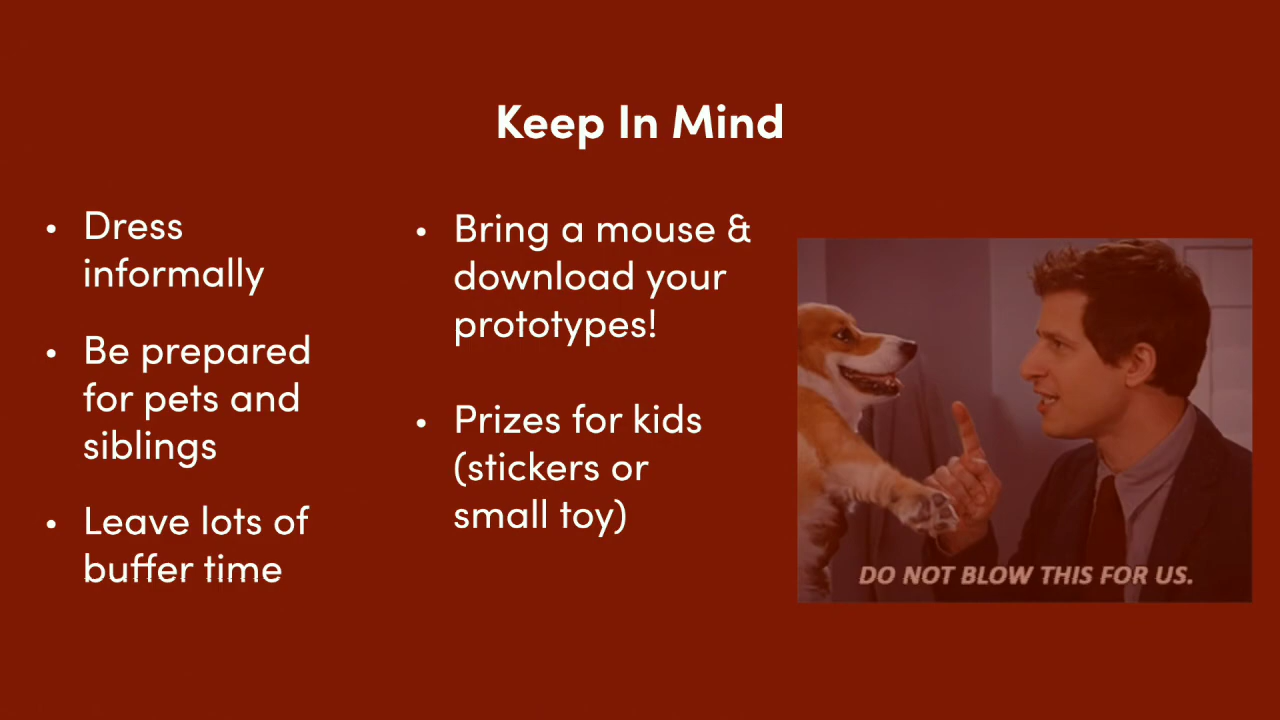 Keep In Mind
• Dress
informally
• Be prepared
for pets and
siblings
• Leave lots of
buffer time
• Bring a mouse &
download your
prototypes!
• Prizes for kids
(stickers or
small toy)
DO NOT BLOW THIS FOR US.